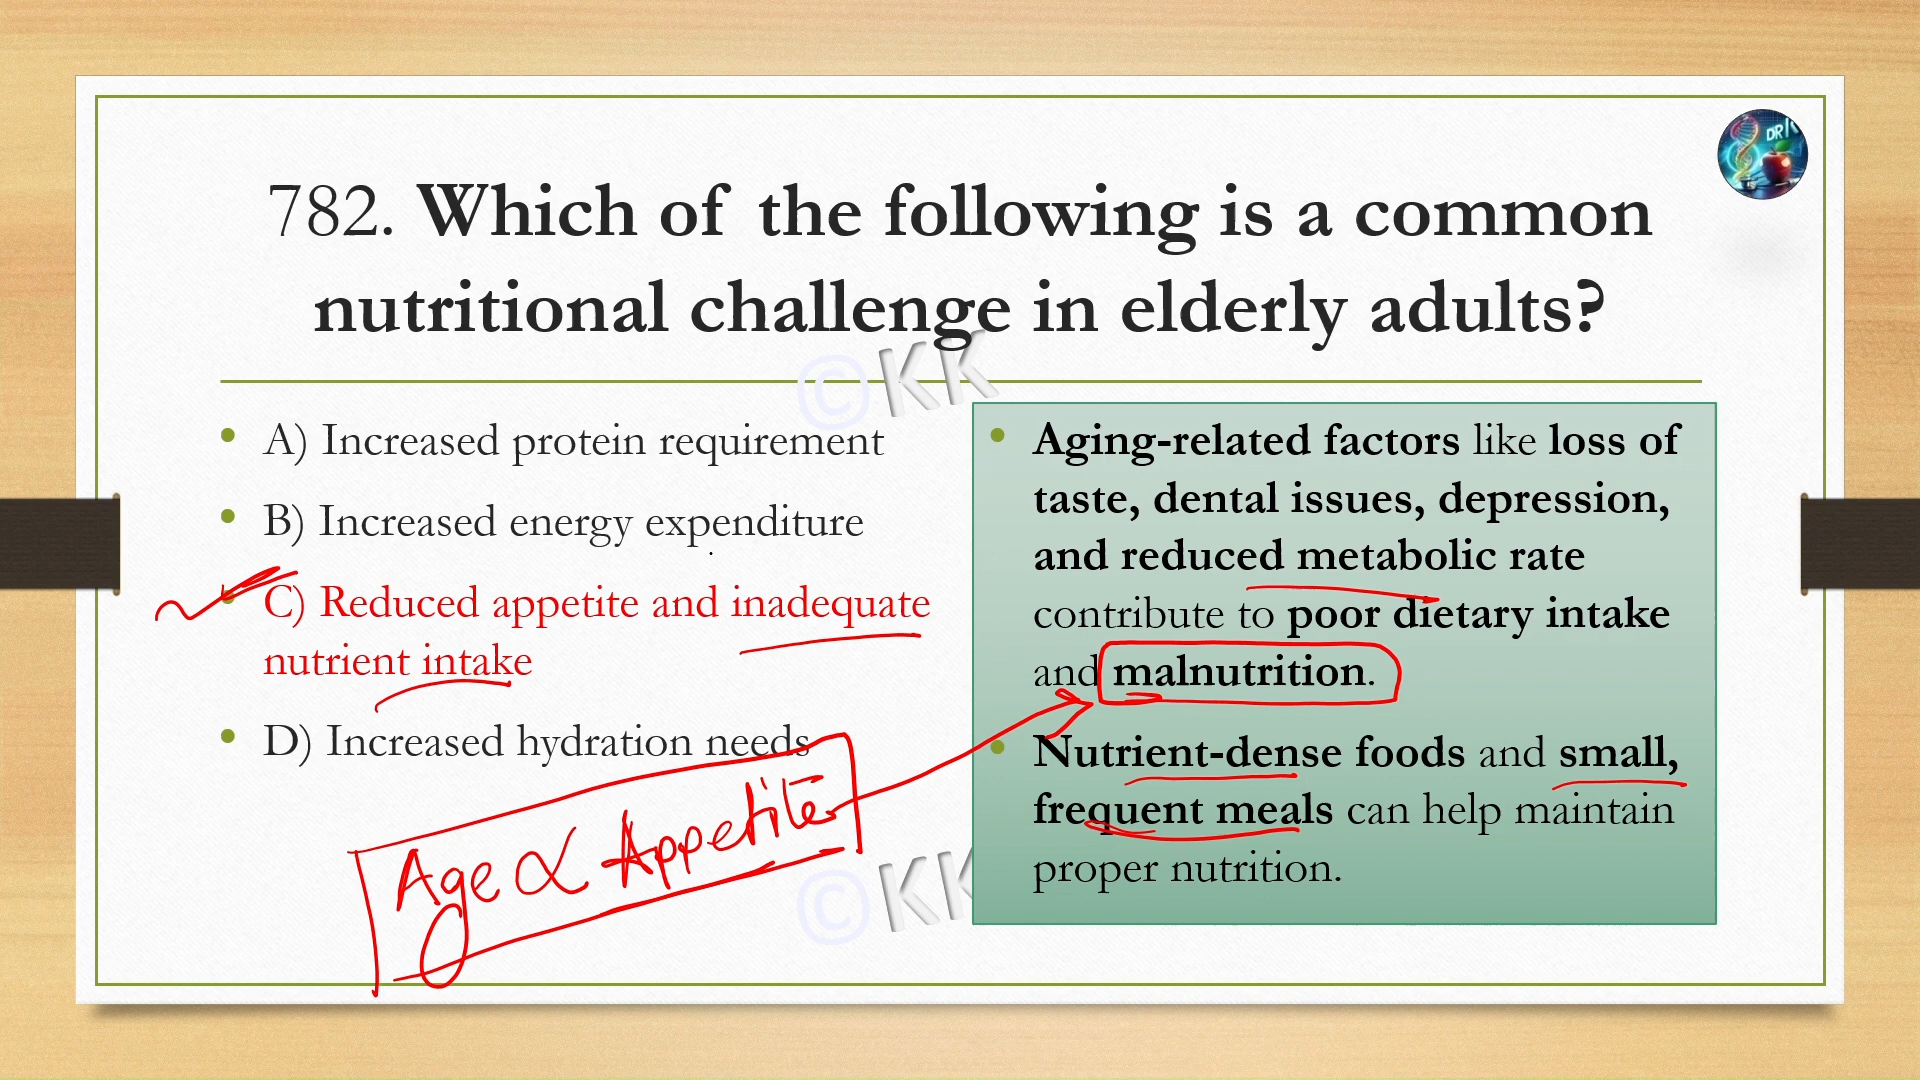 782. Which of the following is a common
nutritional challenge in elderly adults?
©KK
• A) Increased protein requirement
• B) Increased energy expenditure
• C) Reduced appetite and inadequate
nutrient intake
• D) Increased hydration needs
Age ∝ Appetite
©KK
• Aging-related factors like loss of
taste, dental issues, depression,
and reduced metabolic rate
contribute to poor dietary intake
and malnutrition.
• Nutrient-dense foods and small,
frequent meals can help maintain
proper nutrition.